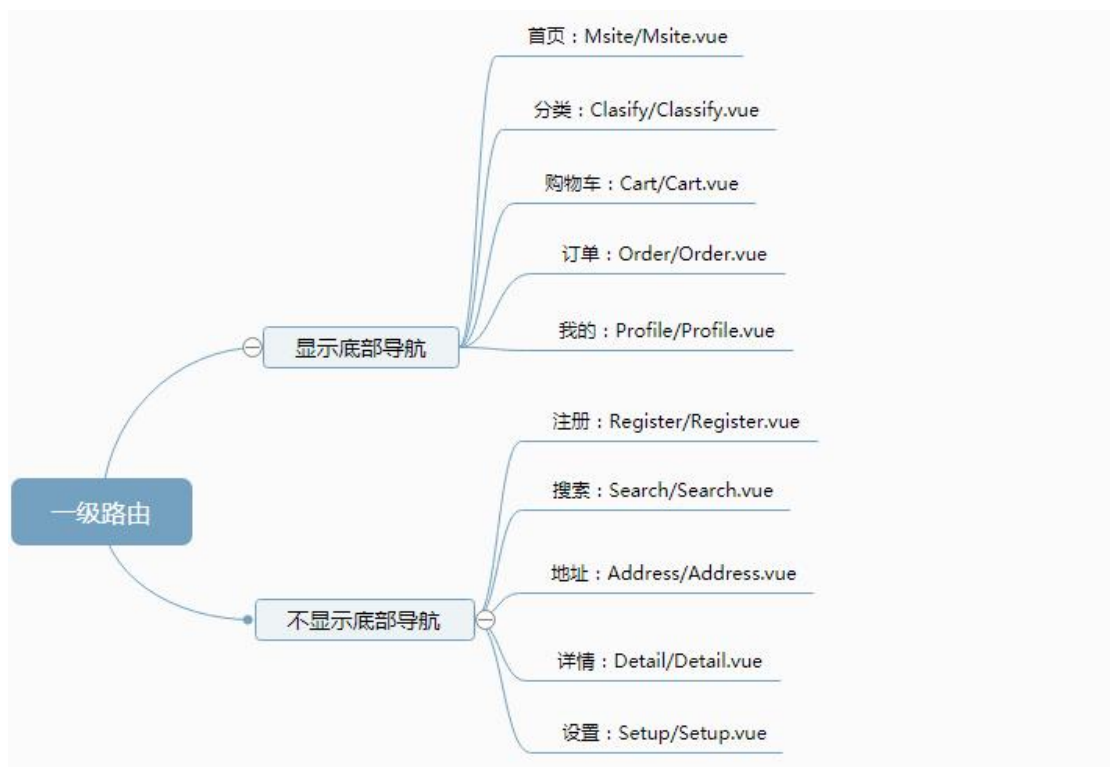 首页：Msite/Msite.vue
分类：Clasify/Classify.vue
购物车：Cart/Cart.vue
订单：Order/Order.vue
我的：Profile/Profile.vue
显示底部导航
注册：Register/Register.vue
搜索：Search/Search.vue
一级路由
地址：Address/Address.vue
不显示底部导航
详情：Detail/Detail.vue
设置：Setup/Setup.vue